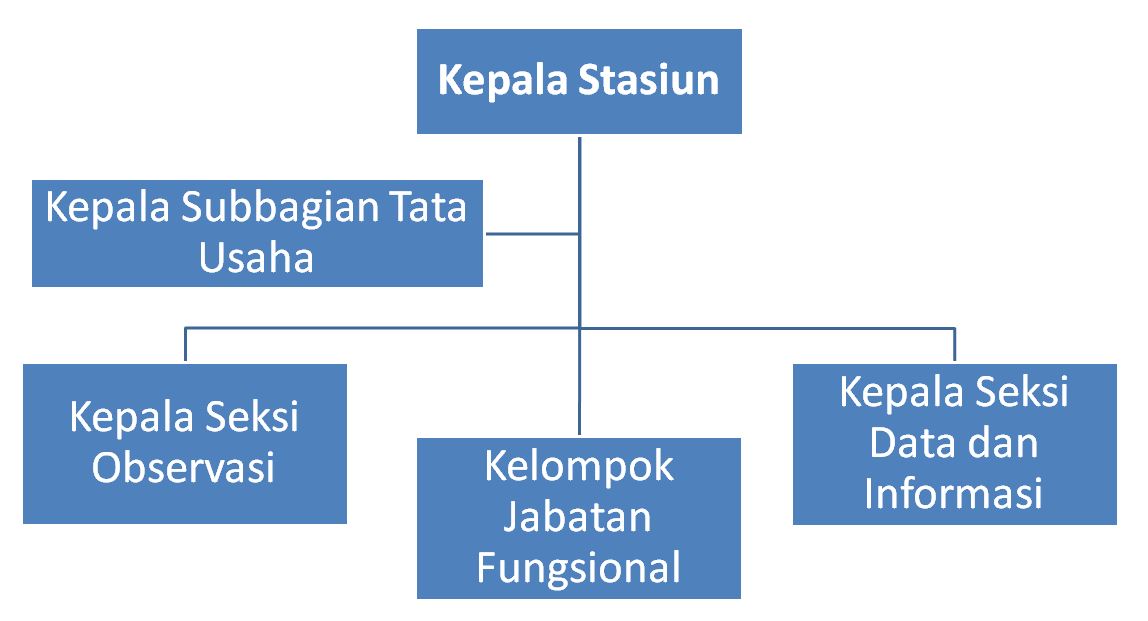 Kepala Stasiun
Kepala Subbagian Tata
Usaha
Kepala Seksi
Observasi
Kelompok
Jabatan
Fungsional
Kepala Seksi
Data dan
Informasi